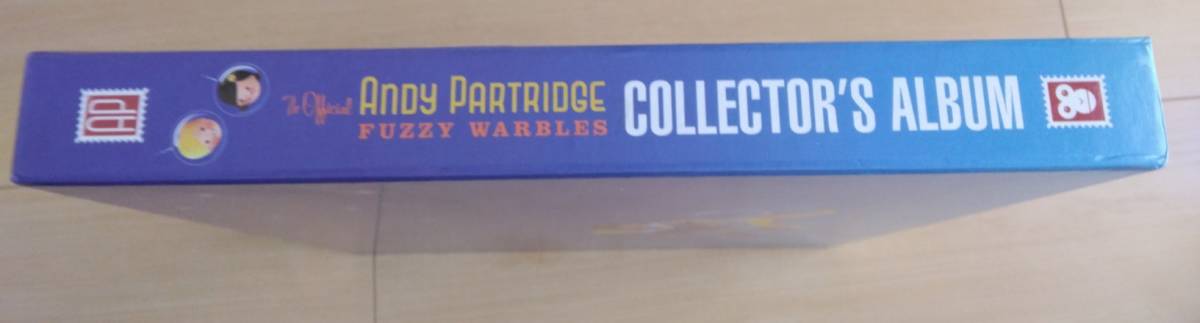 AP
The Official
ANDY PARTRIDGE
FUZZY WARBLES
COLLECTOR'S ALBUM